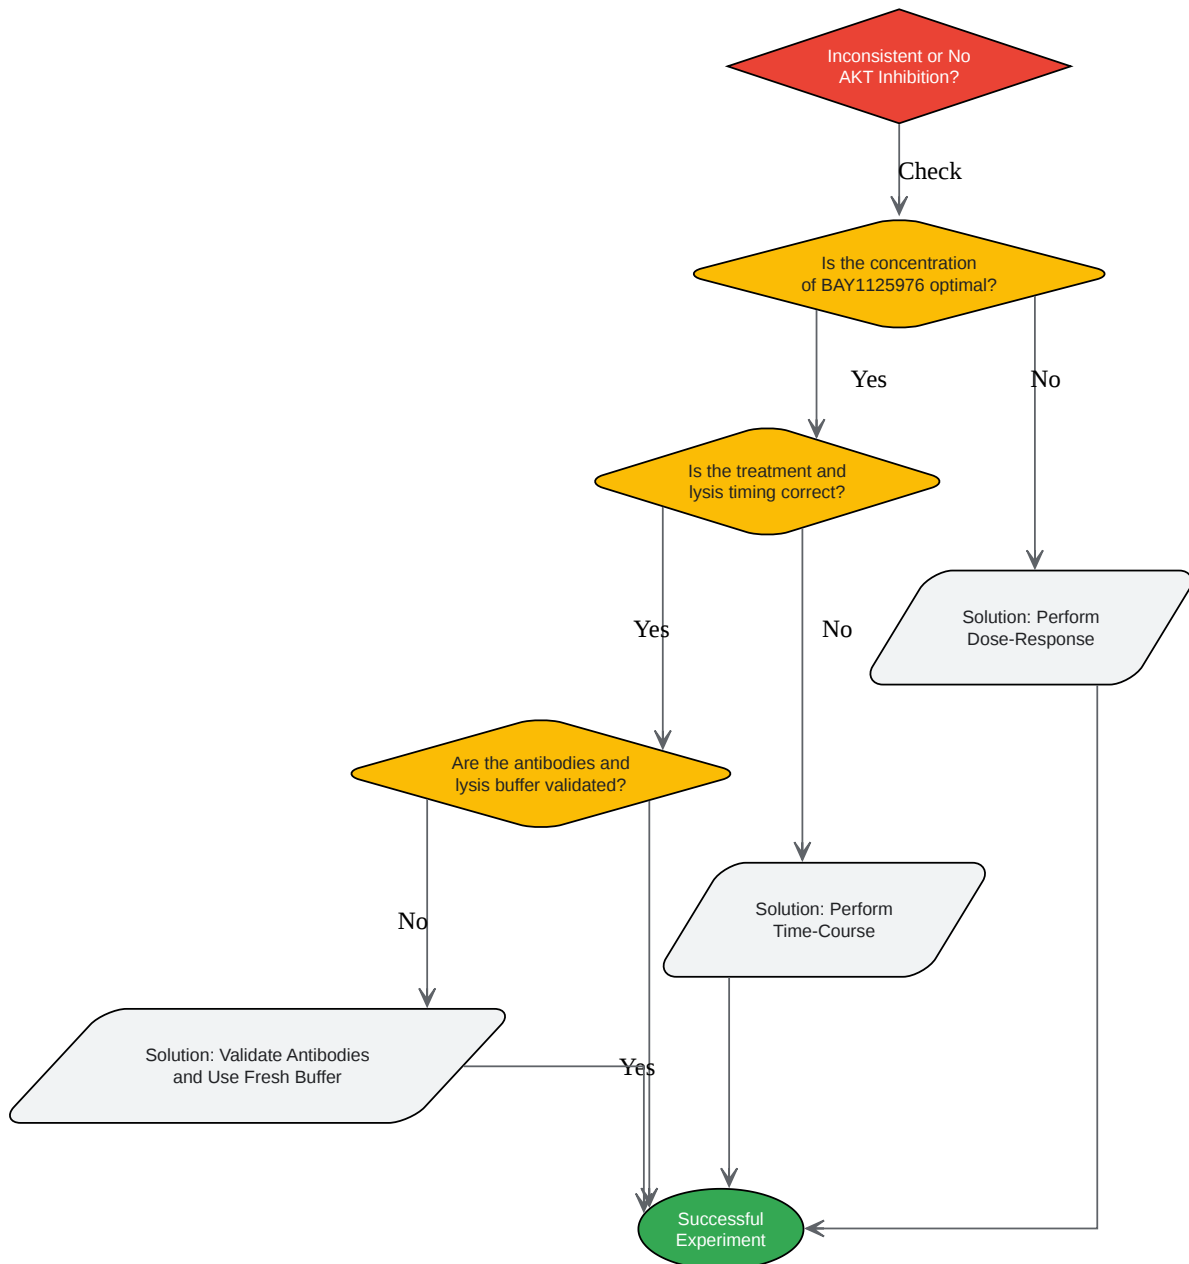 Inconsistent or No
AKT Inhibition?
Check
Is the concentration
of BAY1125976 optimal?
Yes
No
Is the treatment and
lysis timing correct?
Yes
No
Solution: Perform
Dose-Response
Are the antibodies and
lysis buffer validated?
No
Solution: Perform
Time-Course
Solution: Validate Antibodies
and Use Fresh Buffer
Yes
Successful
Experiment